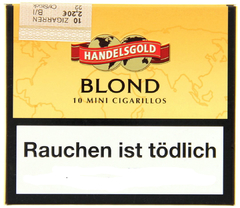 10 ZIGARREN
2,20€ B/I
HANDELSGOLD
BLOND
10 MINI CIGARILLOS
Rauchen ist tödlich